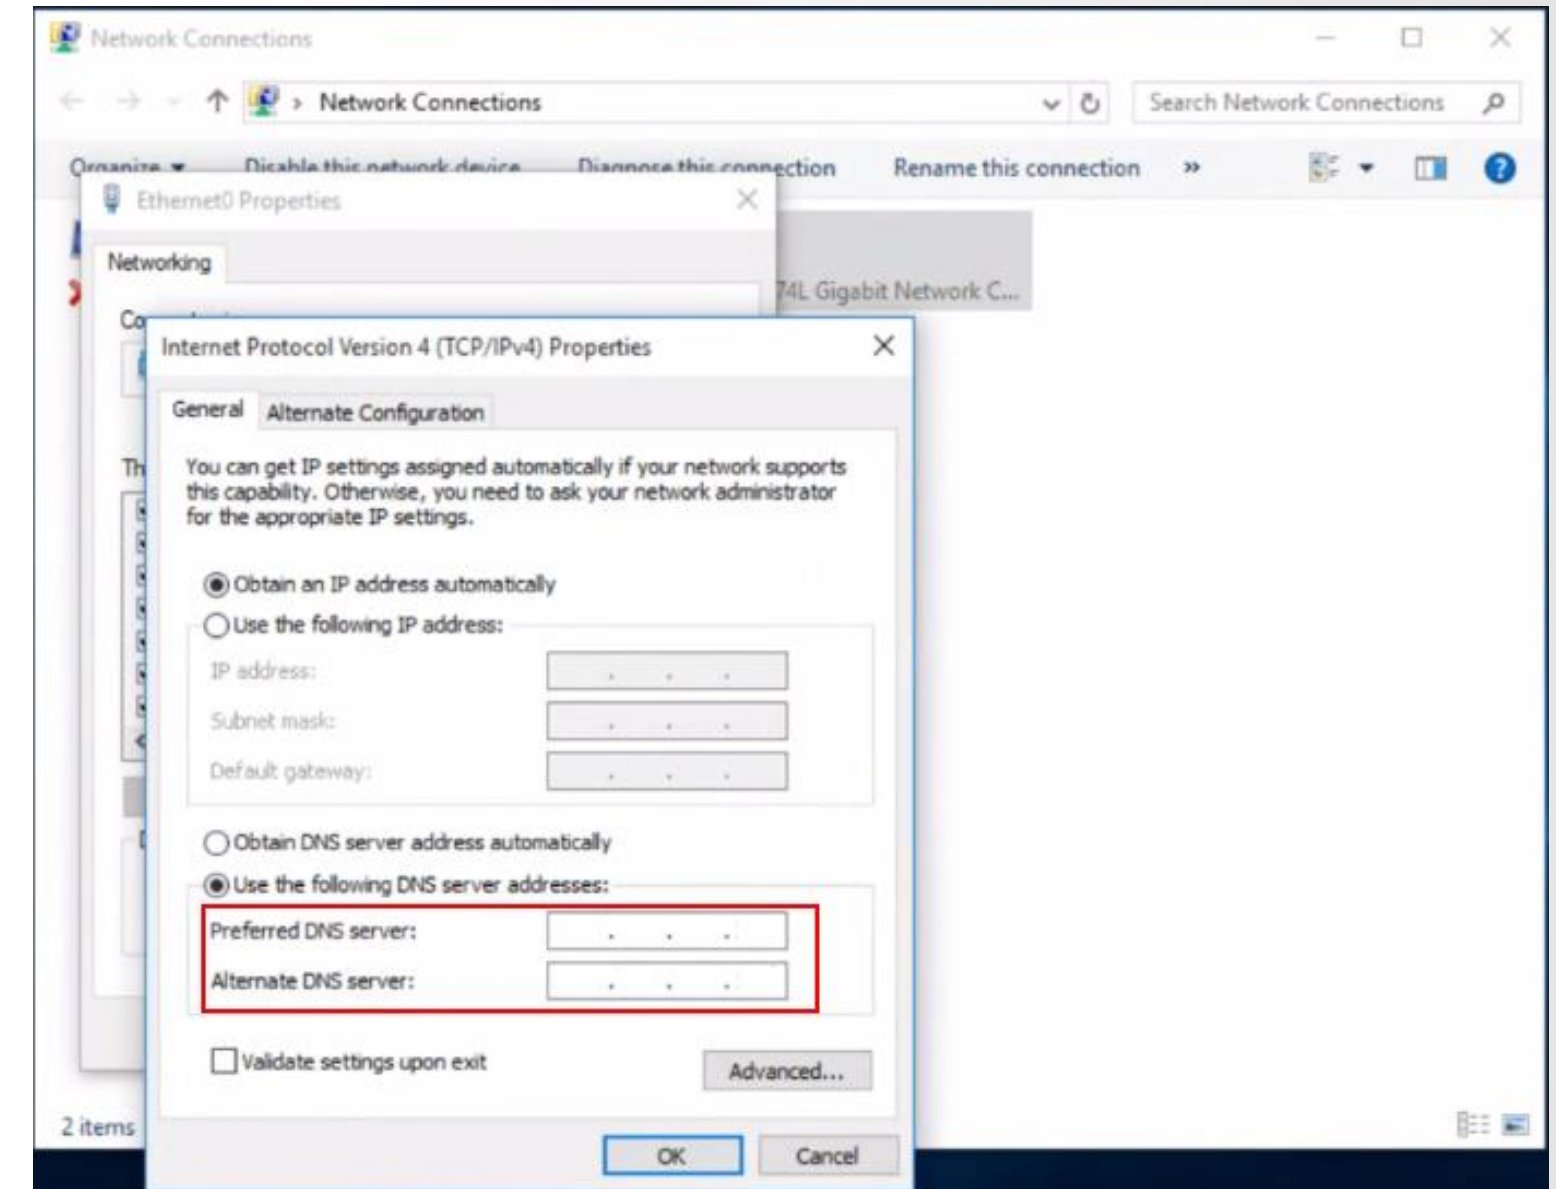 Network Connections
Network Connections
Search Network Connections
Organize
Disable this network device
Diagnose this connection
Rename this connection
»
Ethernet0 Properties
Networking
74L Gigabit Network C...
Internet Protocol Version 4 (TCP/IPv4) Properties
General
Alternate Configuration
You can get IP settings assigned automatically if your network supports
this capability. Otherwise, you need to ask your network administrator
for the appropriate IP settings.
Obtain an IP address automatically
Use the following IP address:
IP address:
Subnet mask:
Default gateway:
Obtain DNS server address automatically
Use the following DNS server addresses:
Preferred DNS server:
Alternate DNS server:
Validate settings upon exit
Advanced...
2 items
OK
Cancel